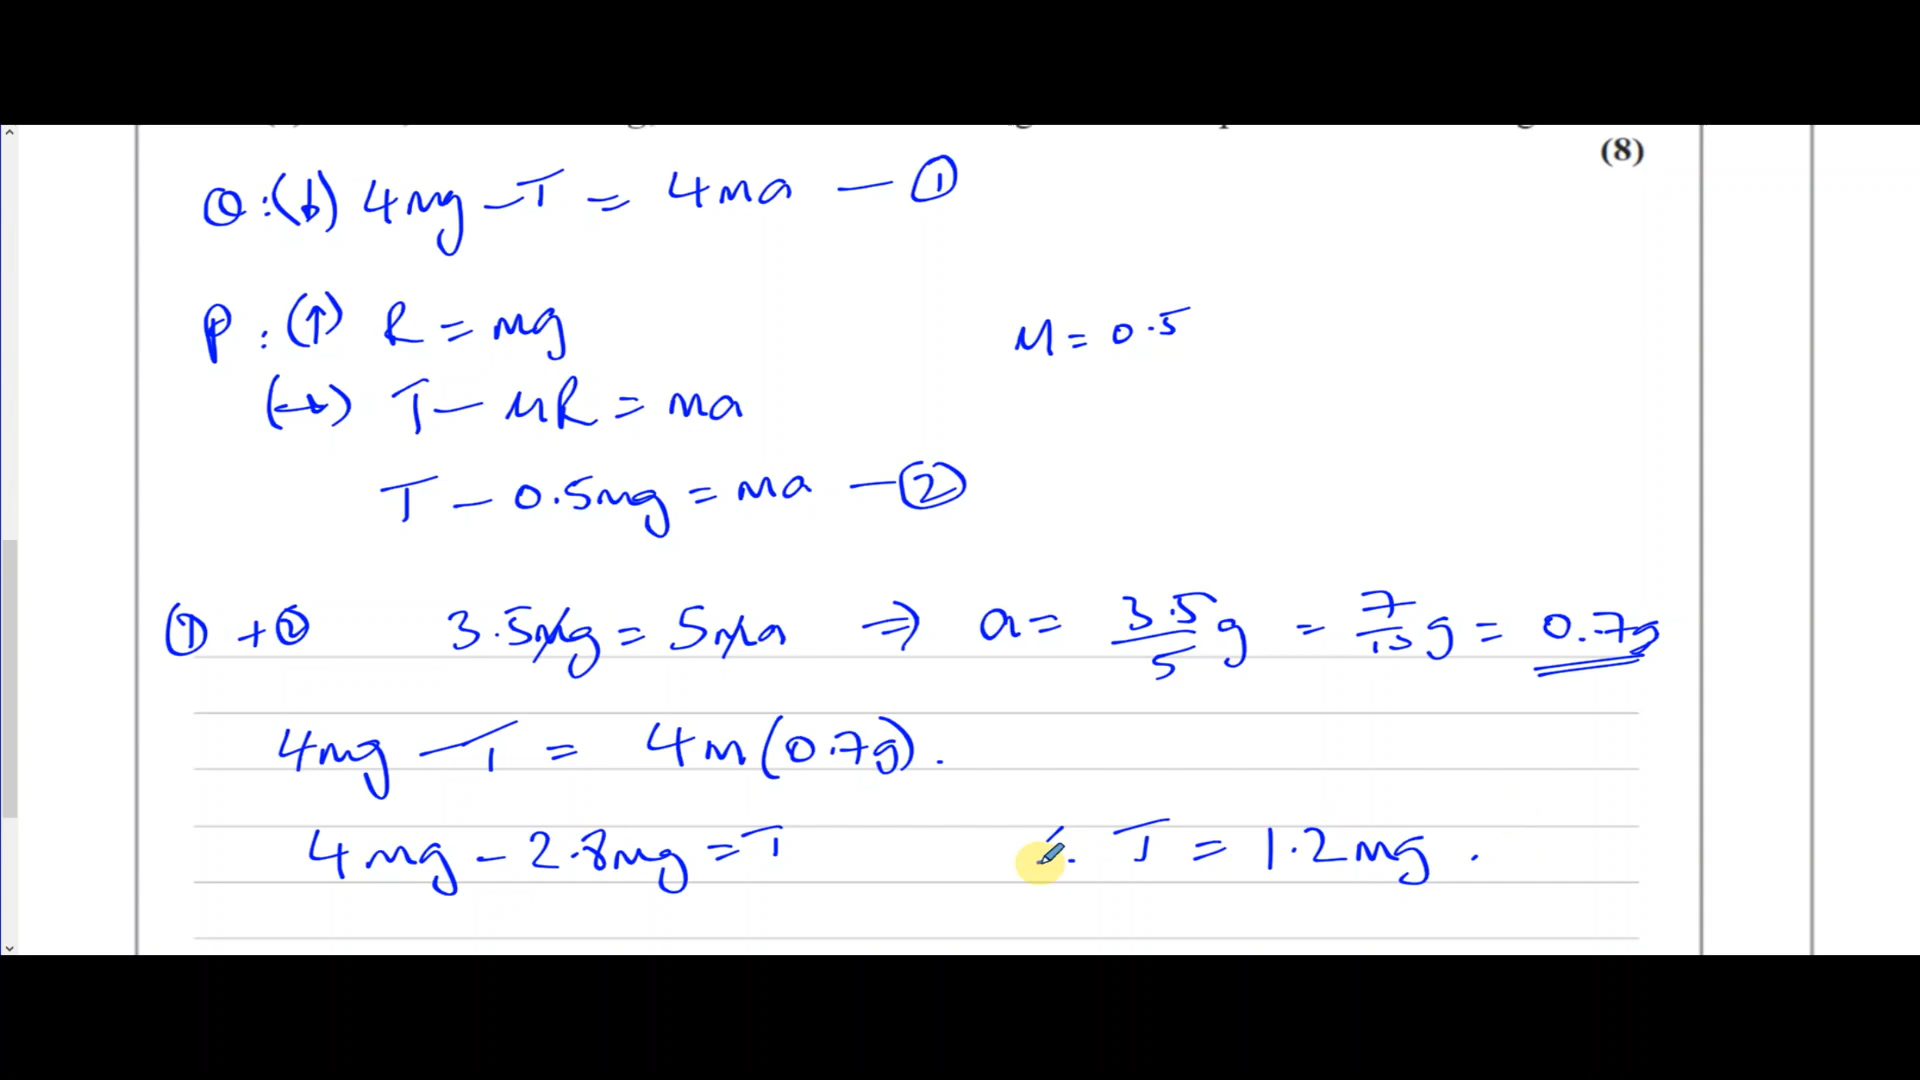 (8)
Q:(↓) 4mg - T = 4ma — ①
P: (↑) R = mg
μ = 0.5
(→) T - μR = ma
T - 0.5mg = ma — ②
① + ② 3.5mg = 5ma ⇒ a = 3.5/5 g = 7/10 g = 0.7g
4mg - T = 4m(0.7g).
4mg - 2.8mg = T ∴ T = 1.2mg.